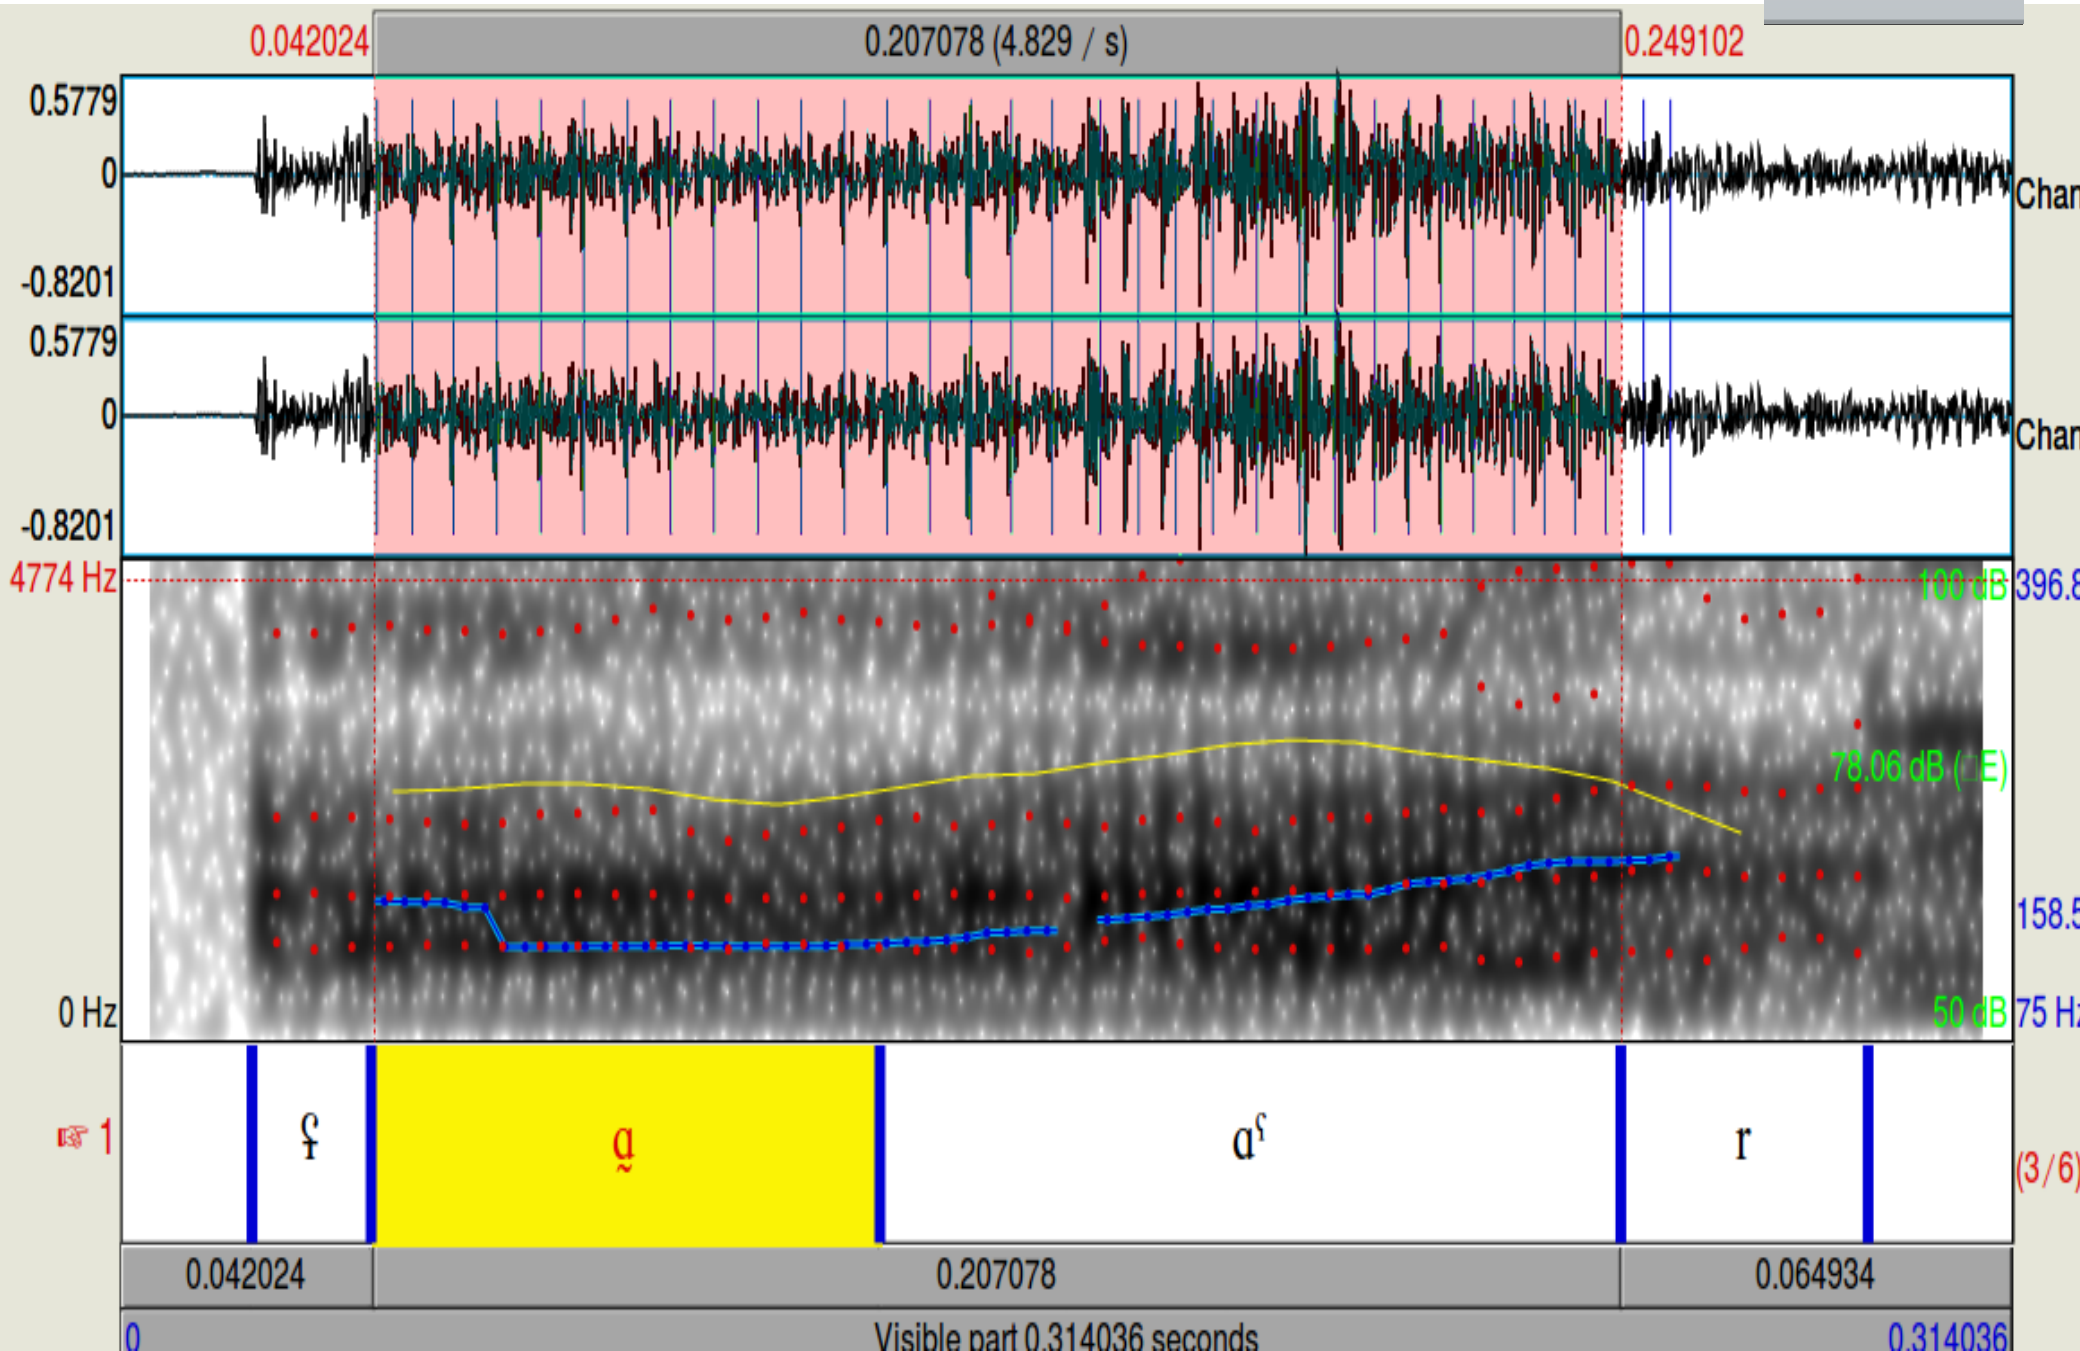 0.042024 0.207078 (4.829 / s) 0.249102
0.5779
0
-0.8201
Chan
0.5779
0
-0.8201
Chan
4774 Hz 100 dB 396.8
78.06 dB ( E)
158.5
0 Hz 50 dB 75 Hz
☞ 1 ʕ̵ ɑ̰ ɑˤ r (3/6)
0.042024 0.207078 0.064934
0 Visible part 0.314036 seconds 0.314036